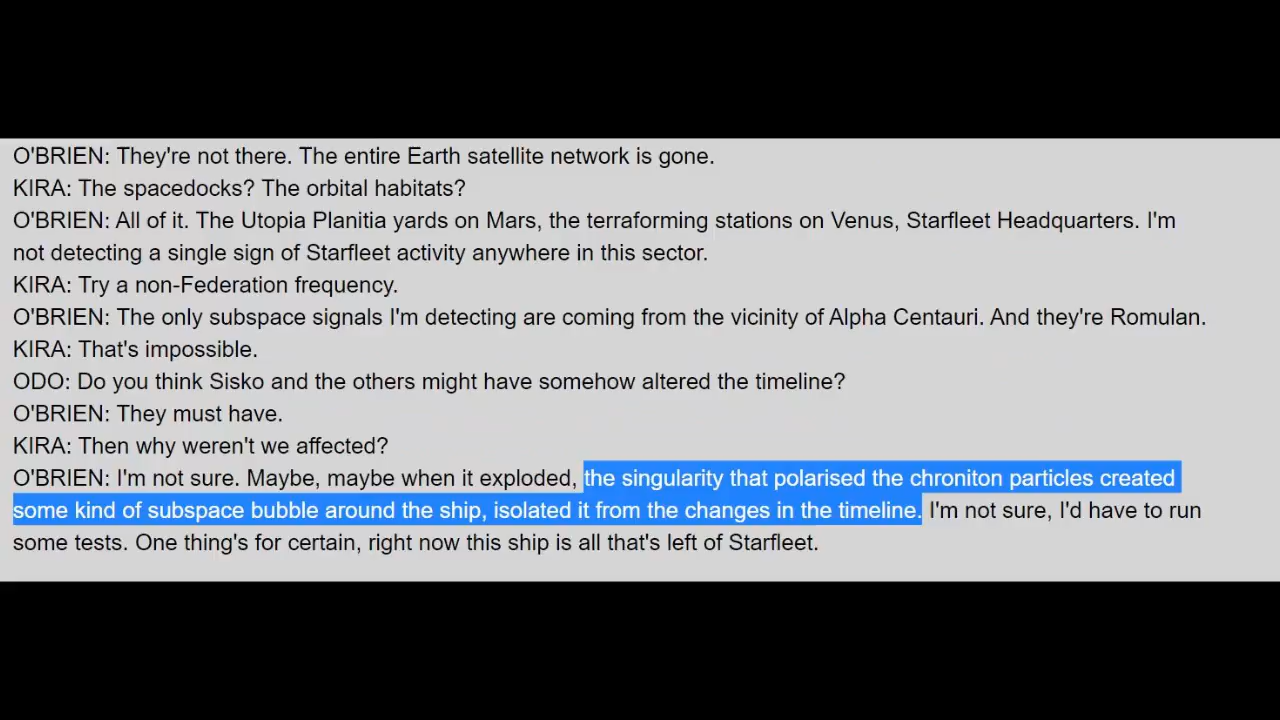 O'BRIEN: They're not there. The entire Earth satellite network is gone.
KIRA: The spacedocks? The orbital habitats?
O'BRIEN: All of it. The Utopia Planitia yards on Mars, the terraforming stations on Venus, Starfleet Headquarters. I'm
not detecting a single sign of Starfleet activity anywhere in this sector.
KIRA: Try a non-Federation frequency.
O'BRIEN: The only subspace signals I'm detecting are coming from the vicinity of Alpha Centauri. And they're Romulan.
KIRA: That's impossible.
ODO: Do you think Sisko and the others might have somehow altered the timeline?
O'BRIEN: They must have.
KIRA: Then why weren't we affected?
O'BRIEN: I'm not sure. Maybe, maybe when it exploded, the singularity that polarised the chroniton particles created
some kind of subspace bubble around the ship, isolated it from the changes in the timeline. I'm not sure, I'd have to run
some tests. One thing's for certain, right now this ship is all that's left of Starfleet.